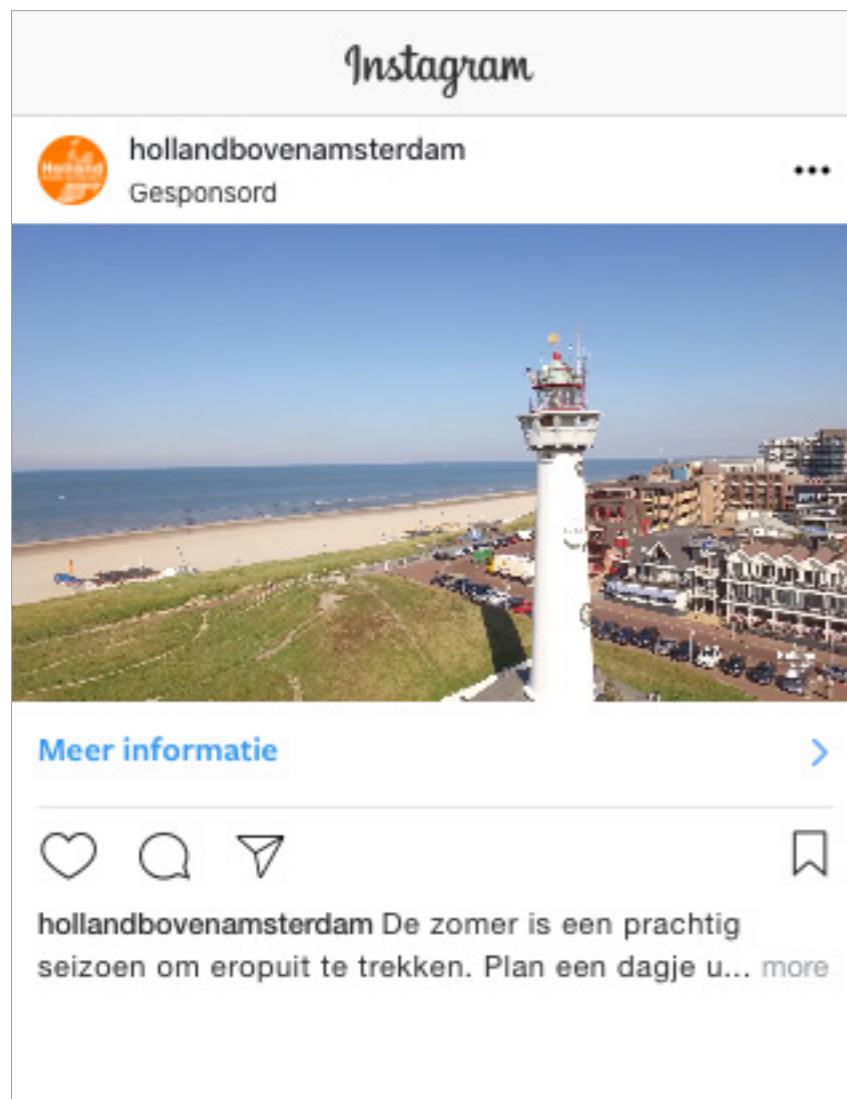 Instagram
hollandbovenamsterdam
Gesponsord
Holland
Meer informatie
hollandbovenamsterdam De zomer is een prachtig
seizoen om eropuit te trekken. Plan een dagje u... more